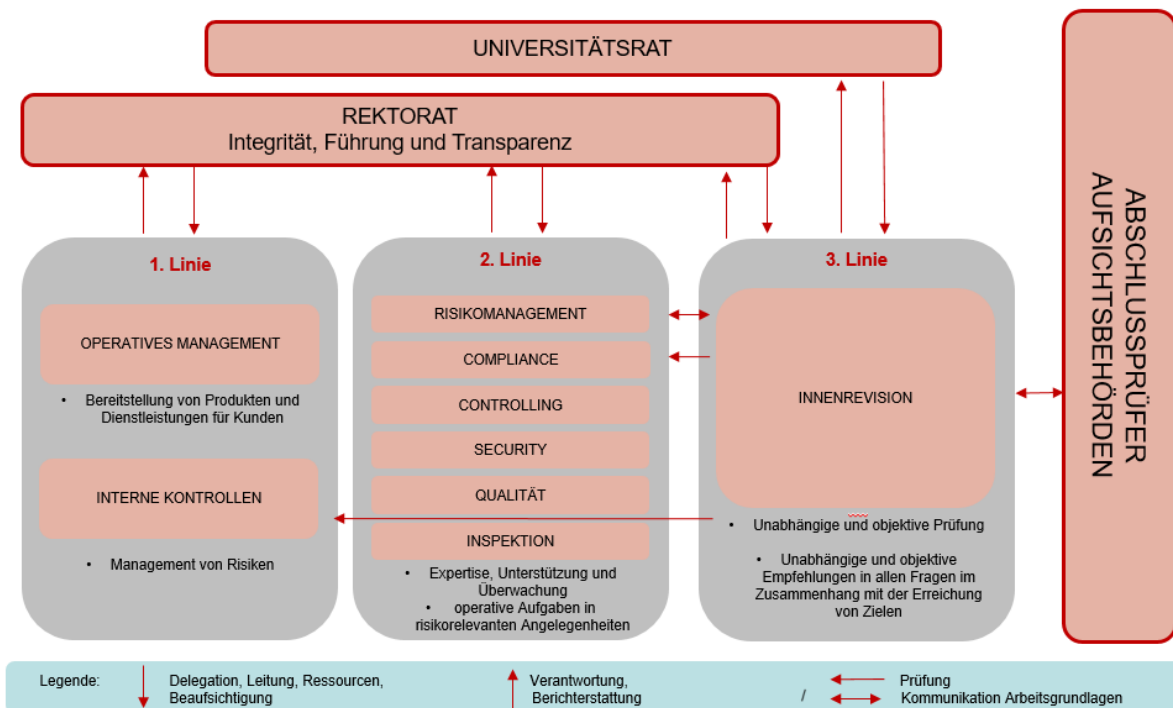 UNIVERSITÄTSRAT
REKTORAT
Integrität, Führung und Transparenz
1. Linie
OPERATIVES MANAGEMENT
• Bereitstellung von Produkten und
Dienstleistungen für Kunden
INTERNE KONTROLLEN
• Management von Risiken
2. Linie
RISIKOMANAGEMENT
COMPLIANCE
CONTROLLING
SECURITY
QUALITÄT
INSPEKTION
• Expertise, Unterstützung und
Überwachung
• operative Aufgaben in
risikorelevanten Angelegenheiten
3. Linie
INNENREVISION
• Unabhängige und objektive Prüfung
• Unabhängige und objektive
Empfehlungen in allen Fragen im
Zusammenhang mit der Erreichung
von Zielen
ABSCHLUSSPRÜFER
AUFSICHTSBEHÖRDEN
Legende:
Delegation, Leitung, Ressourcen,
Beaufsichtigung
Verantwortung,
Berichterstattung
/
Prüfung
Kommunikation Arbeitsgrundlagen